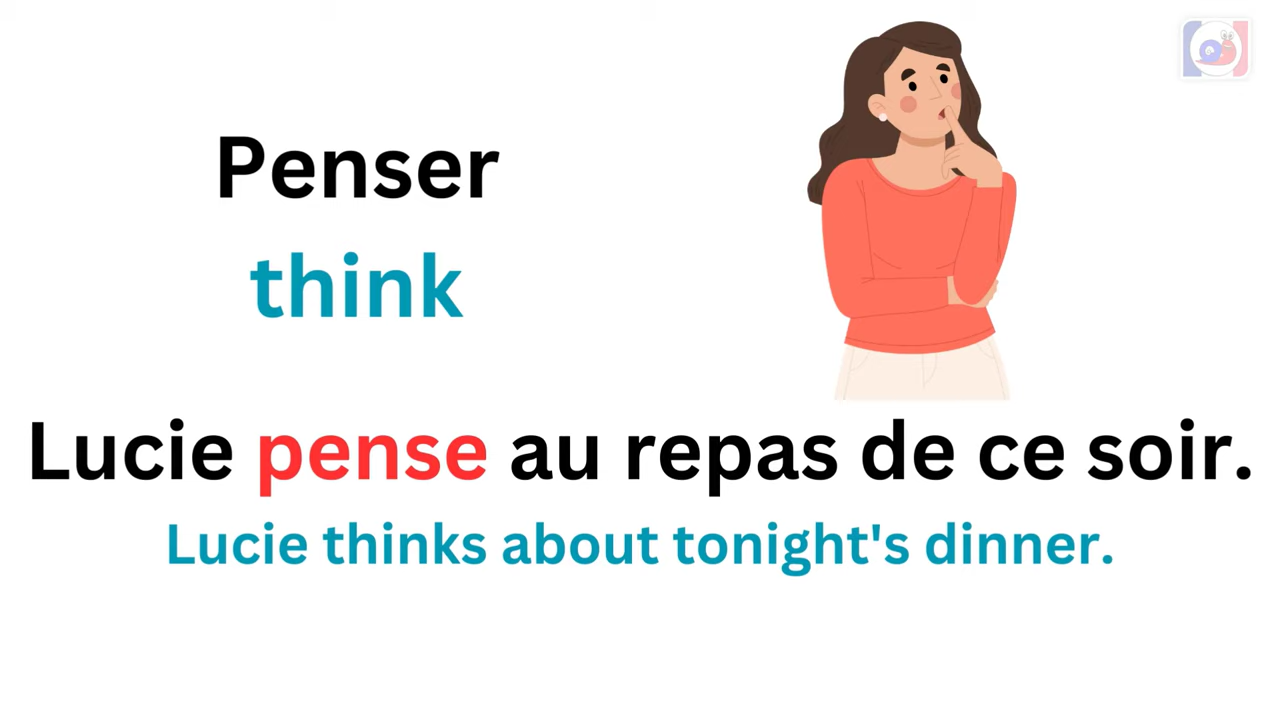 Penser
think
Lucie pense au repas de ce soir.
Lucie thinks about tonight's dinner.